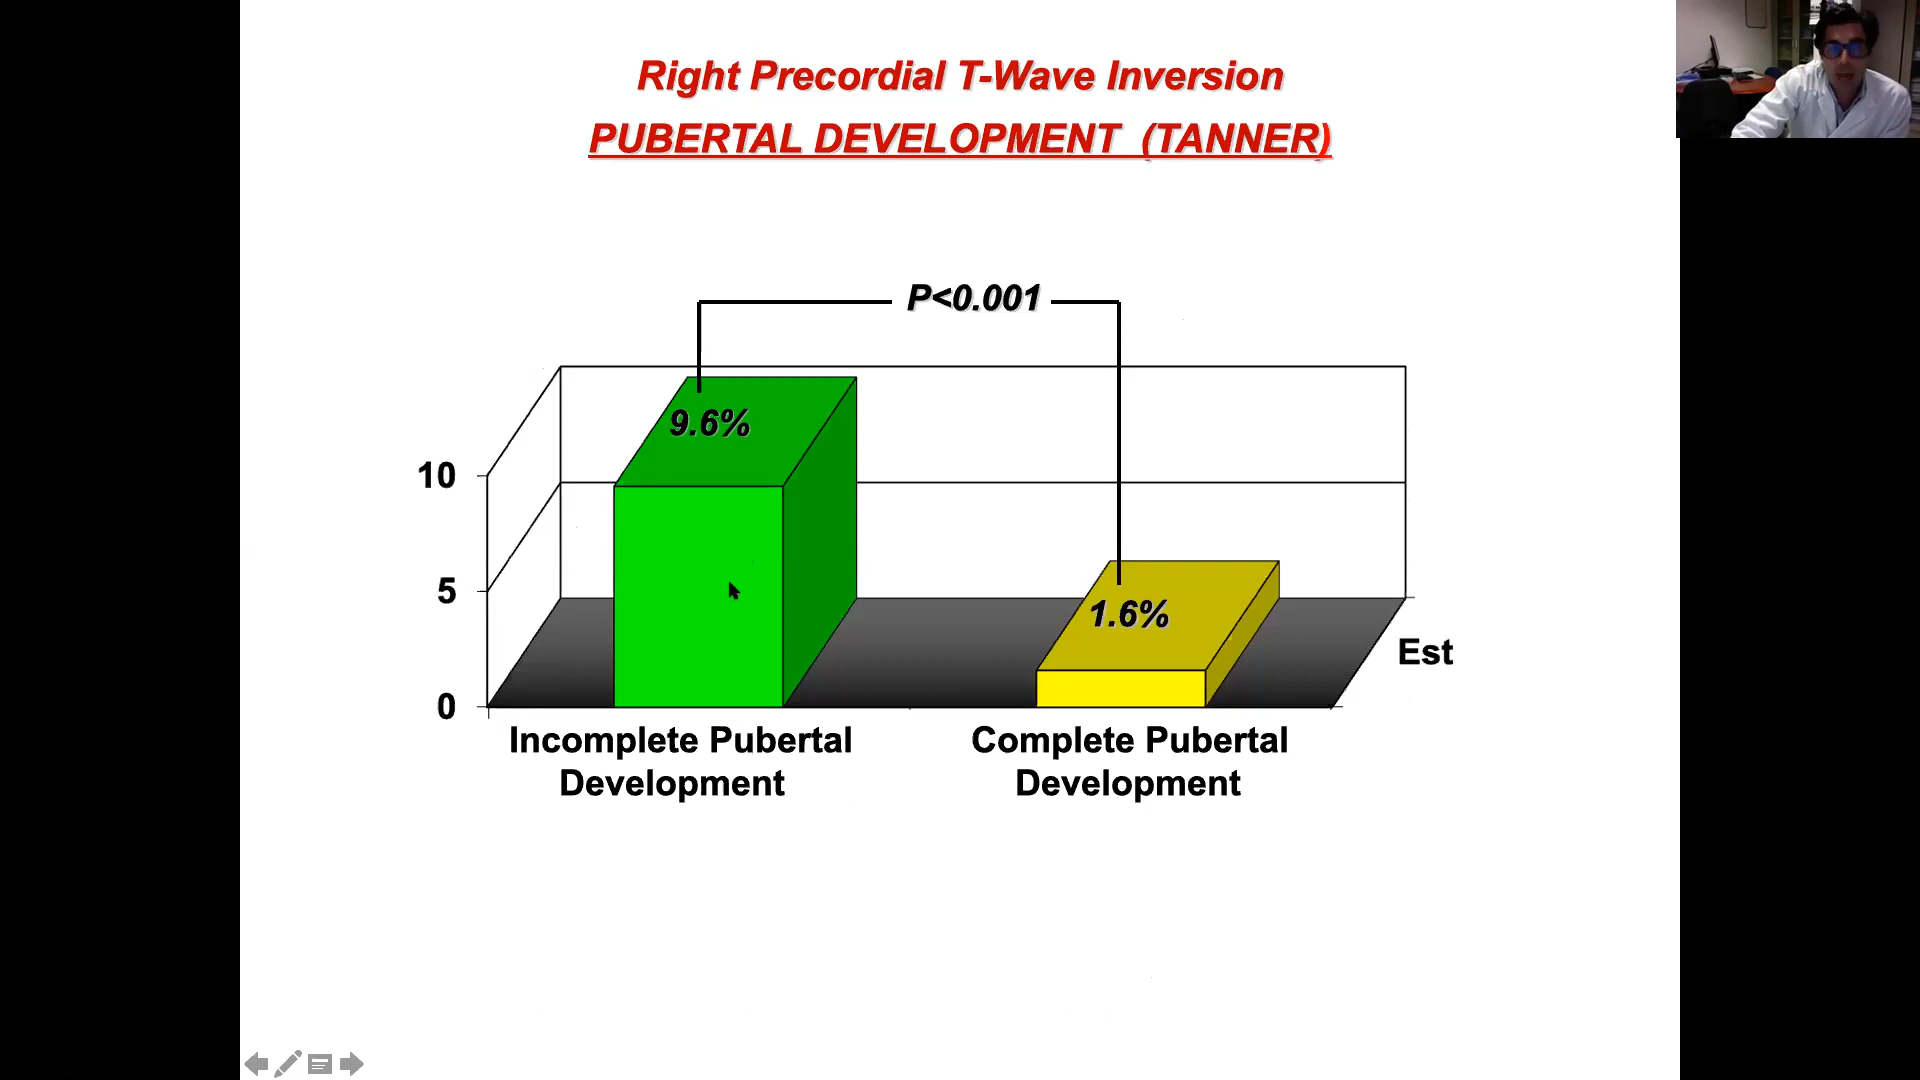 Right Precordial T-Wave Inversion
PUBERTAL DEVELOPMENT (TANNER)
P<0.001
9.6%
10
5
1.6%
Est
0
Incomplete Pubertal
Development
Complete Pubertal
Development